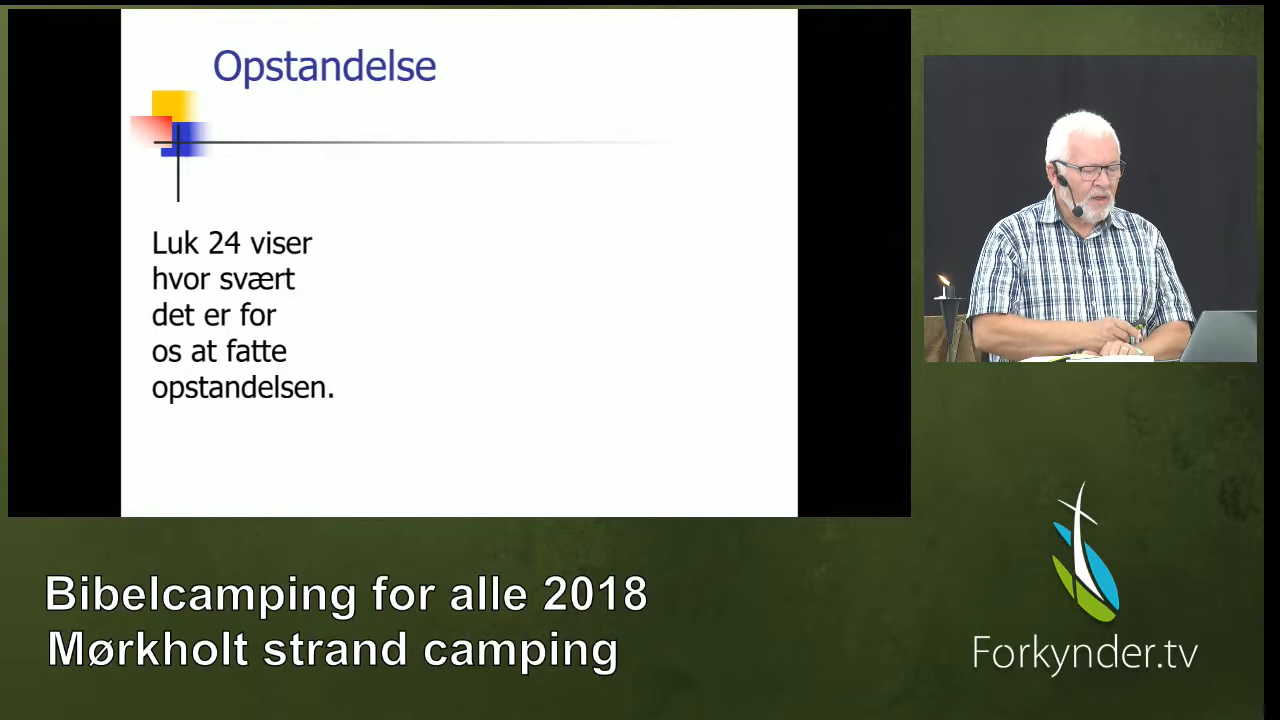 Opstandelse
Luk 24 viser
hvor svært
det er for
os at fatte
opstandelsen.
Bibelcamping for alle 2018
Mørkholt strand camping
Forkynder.tv